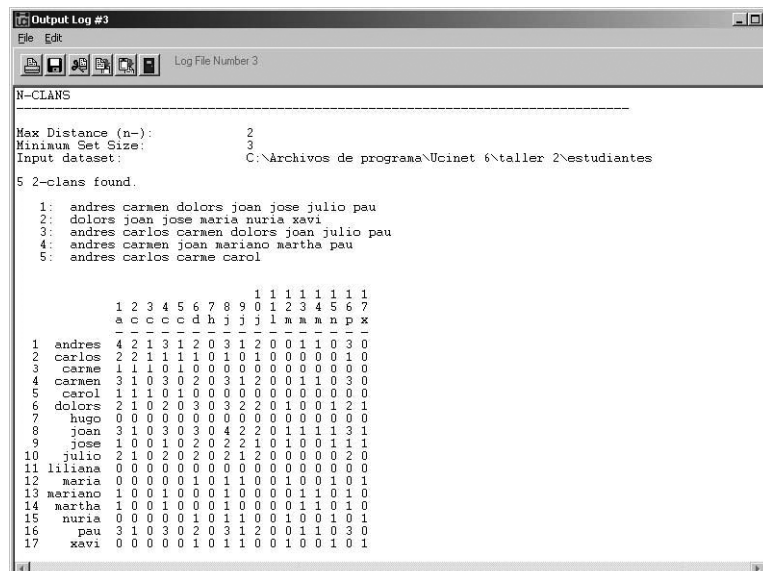 Output Log #3
File Edit
Log File Number 3
N-CLANS
--------------------------------------------------------------------------------
Max Distance (n-): 2
Minimum Set Size: 3
Input dataset: C:\Archivos de programa\Ucinet 6\taller 2\estudiantes
5 2-clans found.
1: andres carmen dolors joan jose julio pau
2: dolors joan jose maria nuria xavi
3: andres carlos carmen dolors joan julio pau
4: andres carmen joan mariano martha pau
5: andres carlos carme carol
1 1 1 1 1 1 1 1
1 2 3 4 5 6 7 8 9 0 1 2 3 4 5 6 7
a c c c c d h j j j l m m m n p x
- - - - - - - - - - - - - - - - -
1 andres 4 2 1 3 1 2 0 3 1 2 0 0 1 1 0 3 0
2 carlos 2 2 1 1 1 1 0 1 0 1 0 0 0 0 0 1 0
3 carme 1 1 1 0 1 0 0 0 0 0 0 0 0 0 0 0 0
4 carmen 3 1 0 3 0 2 0 3 1 2 0 0 1 1 0 3 0
5 carol 1 1 1 0 1 0 0 0 0 0 0 0 0 0 0 0 0
6 dolors 2 1 0 2 0 3 0 3 2 2 0 1 0 0 1 2 1
7 hugo 0 0 0 0 0 0 0 0 0 0 0 0 0 0 0 0 0
8 joan 3 1 0 3 0 3 0 4 2 2 0 1 1 1 1 3 1
9 jose 1 0 0 1 0 2 0 2 2 1 0 1 0 0 1 1 1
10 julio 2 1 0 2 0 2 0 2 1 2 0 0 0 0 0 2 0
11 liliana 0 0 0 0 0 0 0 0 0 0 0 0 0 0 0 0 0
12 maria 0 0 0 0 0 1 0 1 1 0 0 1 0 0 1 0 1
13 mariano 1 0 0 1 0 0 0 1 0 0 0 0 1 1 0 1 0
14 martha 1 0 0 1 0 0 0 1 0 0 0 0 1 1 0 1 0
15 nuria 0 0 0 0 0 1 0 1 1 0 0 1 0 0 1 0 1
16 pau 3 1 0 3 0 2 0 3 1 2 0 0 1 1 0 3 0
17 xavi 0 0 0 0 0 1 0 1 1 0 0 1 0 0 1 0 1